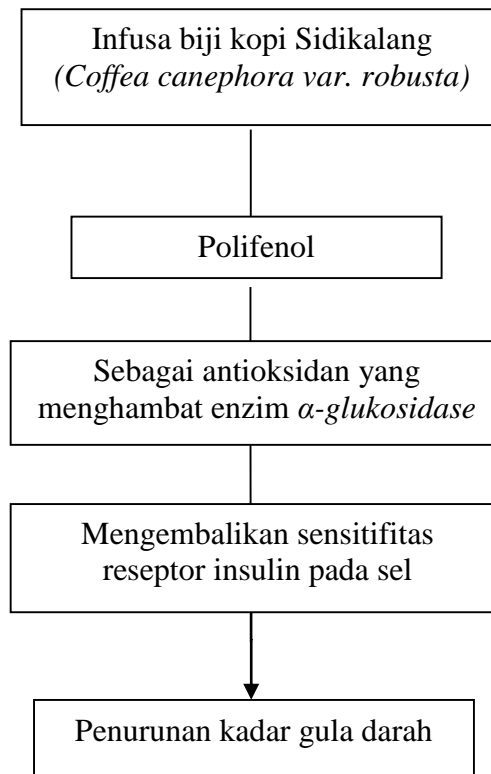 Infusa biji kopi Sidikalang
(Coffea canephora var. robusta)
Polifenol
Sebagai antioksidan yang
menghambat enzim α-glukosidase
Mengembalikan sensitifitas
reseptor insulin pada sel
Penurunan kadar gula darah